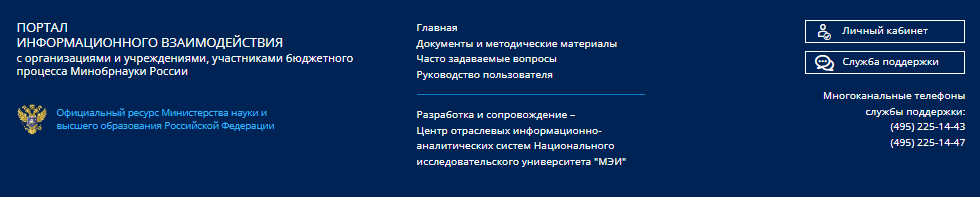 ПОРТАЛ
ИНФОРМАЦИОННОГО ВЗАИМОДЕЙСТВИЯ
с организациями и учреждениями, участниками бюджетного
процесса Минобрнауки России
Официальный ресурс Министерства науки и
высшего образования Российской Федерации
Главная
Документы и методические материалы
Часто задаваемые вопросы
Руководство пользователя
Разработка и сопровождение –
Центр отраслевых информационно-
аналитических систем Национального
исследовательского университета "МЭИ"
Личный кабинет
Служба поддержки
Многоканальные телефоны
службы поддержки:
(495) 225-14-43
(495) 225-14-47